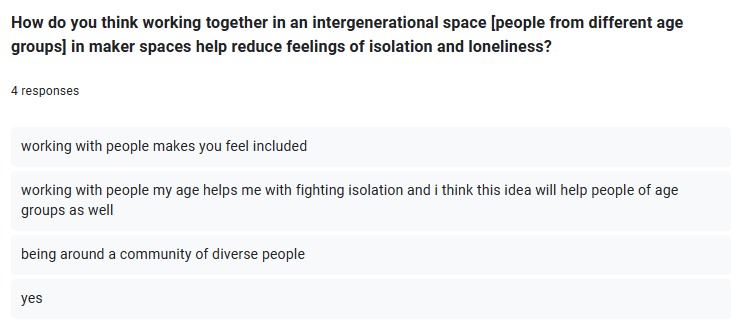 How do you think working together in an intergenerational space [people from different age
groups] in maker spaces help reduce feelings of isolation and loneliness?
4 responses
working with people makes you feel included
working with people my age helps me with fighting isolation and i think this idea will help people of age
groups as well
being around a community of diverse people
yes